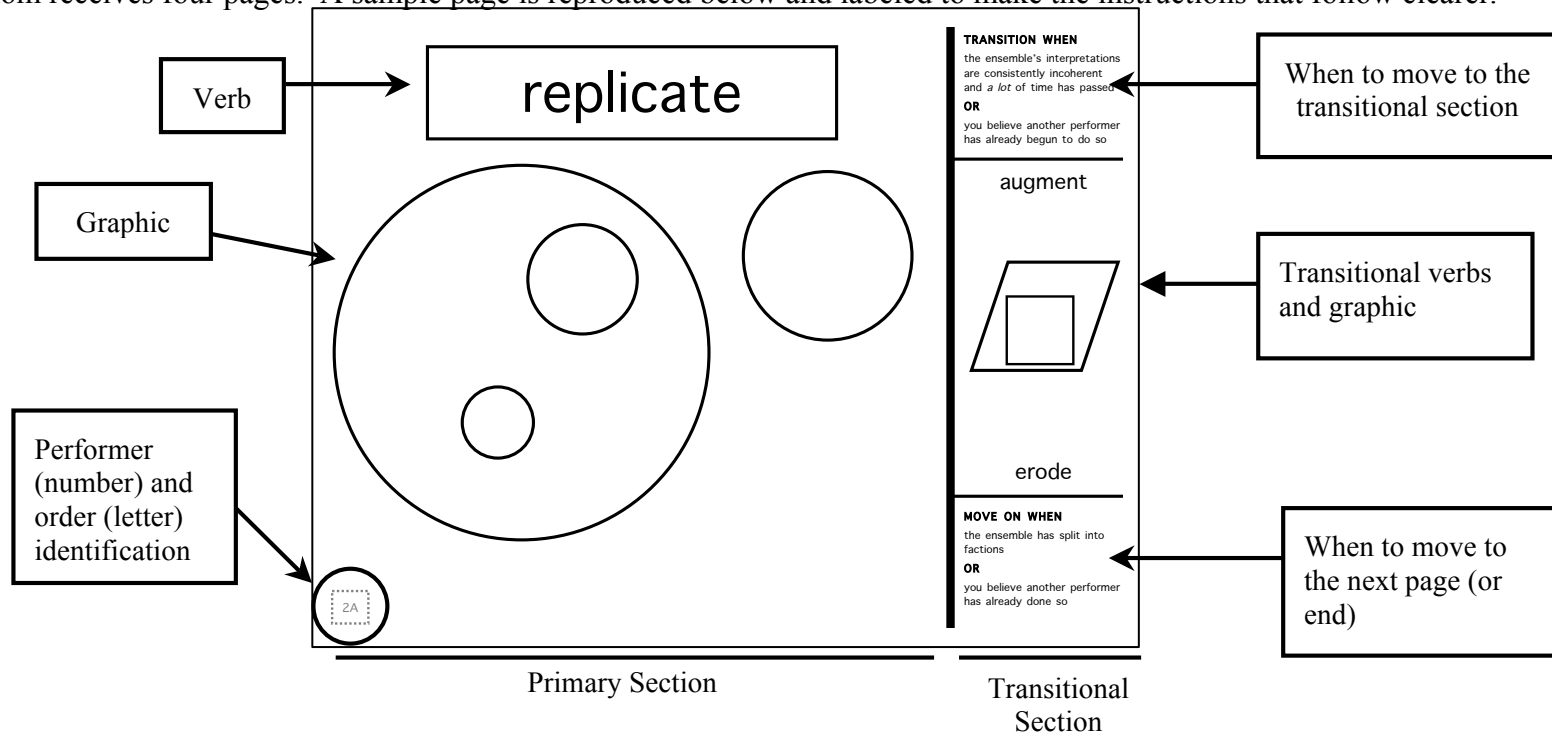 om receives four pages. A sample page is reproduced below and labeled to make the instructions that follow clearer.
Verb
replicate
TRANSITION WHEN
the ensemble's interpretations
are consistently incoherent
and a lot of time has passed
OR
you believe another performer
has already begun to do so
When to move to the
transitional section
Graphic
augment
erode
Transitional verbs
and graphic
Performer
(number) and
order (letter)
identification
2A
MOVE ON WHEN
the ensemble has split into
factions
OR
you believe another performer
has already done so
When to move to
the next page (or
end)
Primary Section
Transitional
Section